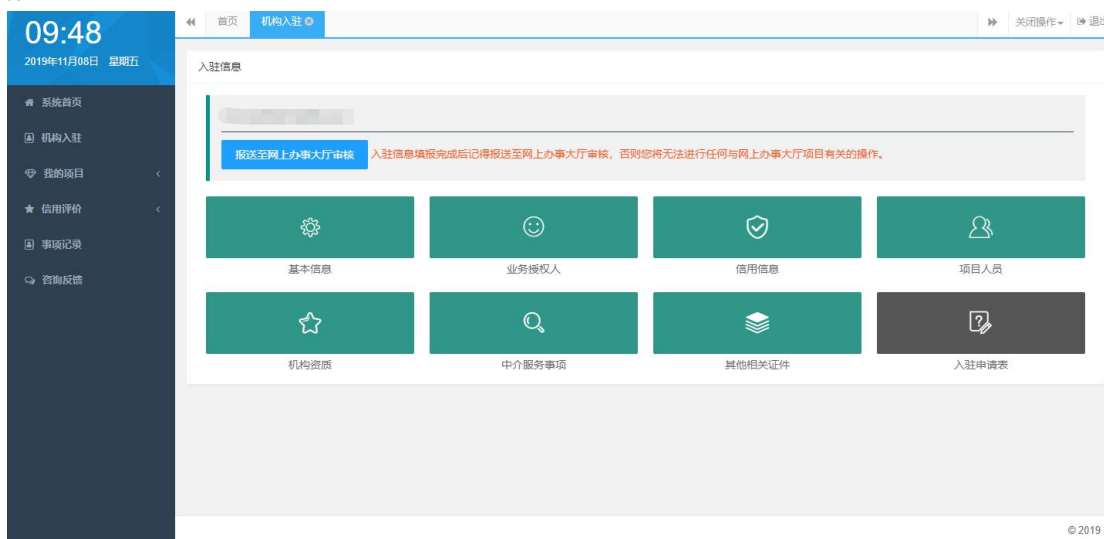 09:48
2019年11月08日 星期五
系统首页
机构入驻
我的项目
信用评价
事项记录
咨询反馈
首页 机构入驻 关闭操作 退出
入驻信息
报送至网上办事大厅审核 入驻信息填报完成后记得报送至网上办事大厅审核，否则您将无法进行任何与网上办事大厅项目有关的操作。
基本信息 业务授权人 信用信息 项目人员
机构资质 中介服务事项 其他相关证件 入驻申请表
© 2019